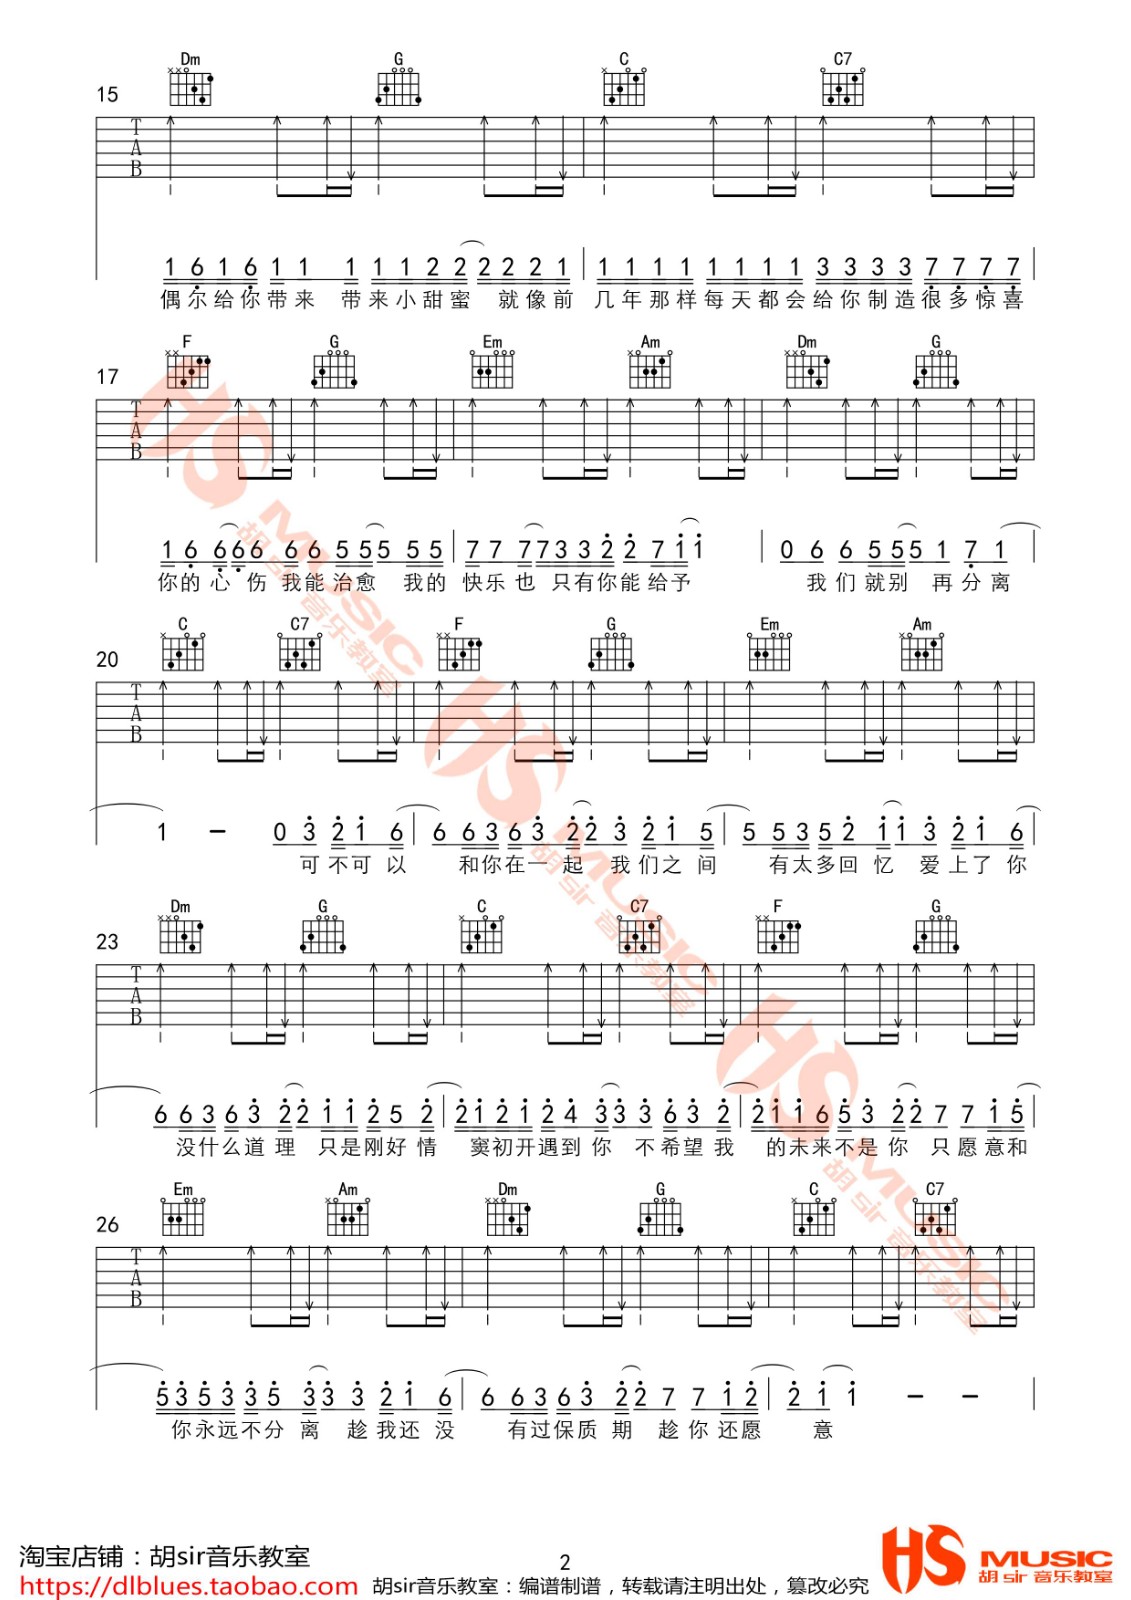 Dm G C C7
15
T
A
B
1 6 1 6 1 1 1 1 1 2 2 2 2 2 1 1 1 1 1 1 1 1 1 3 3 3 3 7 7 7 7
偶尔给你带来 带来小甜蜜 就像前 几年那样每天都会给你制造很多惊喜
F G Em Am Dm G
17
T
A
B
1 6 6 6 6 6 6 5 5 5 5 5 7 7 7 7 3 3 2 2 7 1 1 0 6 6 5 5 5 1 7 1
你的心 伤 我能治愈 我的 快乐也 只有你能给予 我们就别 再分离
C C7 F G Em Am
20
T
A
B
1 – 0 3 2 1 6 6 6 3 6 3 2 2 3 2 1 5 5 5 3 5 2 1 1 3 2 1 6
可不可以 和你在一起 我们之间 有太多回忆 爱上了你
Dm G C C7 F G
23
T
A
B
6 6 3 6 3 2 2 1 1 2 5 2 2 1 2 1 2 4 3 3 3 6 3 2 2 1 1 6 5 3 2 2 7 7 1 5
没什么道理 只是刚好情 窦初开遇到你 不希望我 的未来不是你 只愿意和
Em Am Dm G C C7
26
T
A
B
5 3 5 3 3 5 3 3 3 2 1 6 6 6 3 6 3 2 2 7 7 1 2 2 1 1 – –
你永远不分离 趁我还没 有过保质期 趁你还愿 意
淘宝店铺：胡sir音乐教室
https://dlblues.taobao.com
2
胡sir音乐教室：编谱制谱，转载请注明出处，篡改必究
HS MUSIC
胡 sir 音乐教室